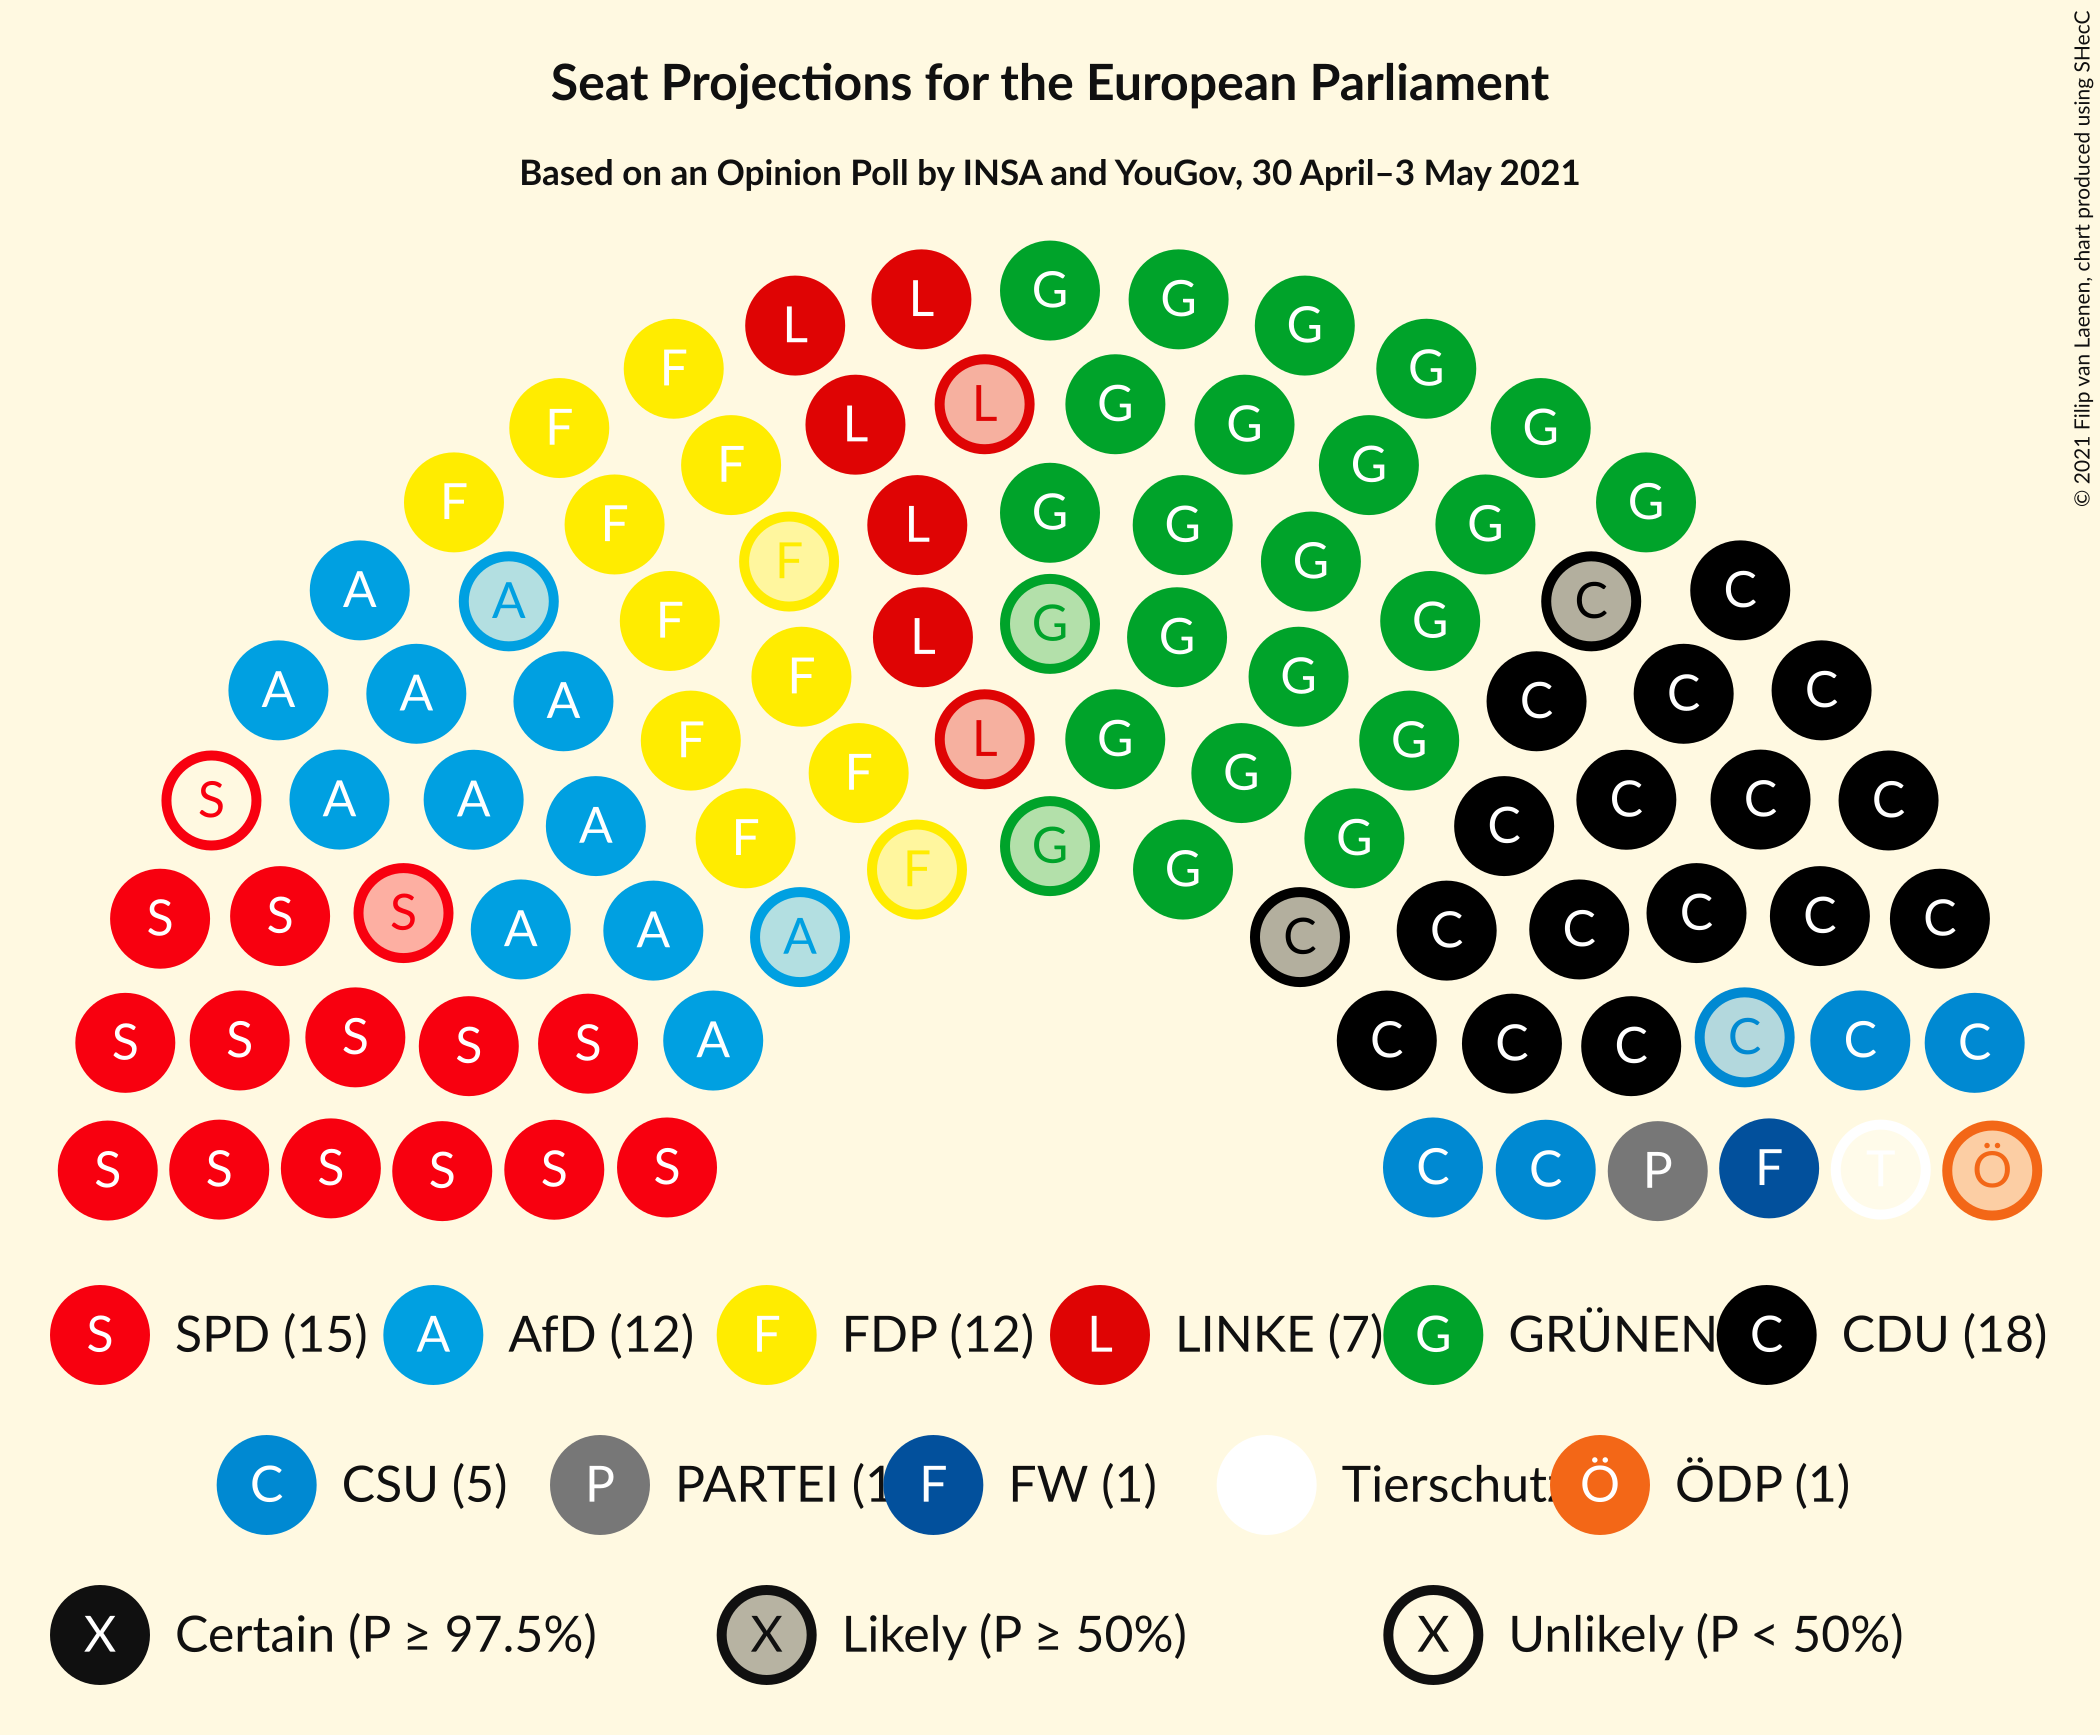 Seat Projections for the European Parliament
Based on an Opinion Poll by INSA and YouGov, 30 April–3 May 2021
© 2021 Filip van Laenen, chart produced using SHecC
L L G G G
F L L G G G
F F L G G G
F F F L G G G G
A A F F L G G G C C
A A A F F L G G G C C C
S A A A F F G G G C C C C
S S S A A A F G G C C C C C C
S S S S S A C C C C C C
S S S S S S C C P F T Ö
S SPD (15) A AfD (12) F FDP (12) L LINKE (7) G GRÜNEN C CDU (18)
C CSU (5) P PARTEI (1 F FW (1) Tierschutz Ö ÖDP (1)
X Certain (P ≥ 97.5%) X Likely (P ≥ 50%) X Unlikely (P < 50%)